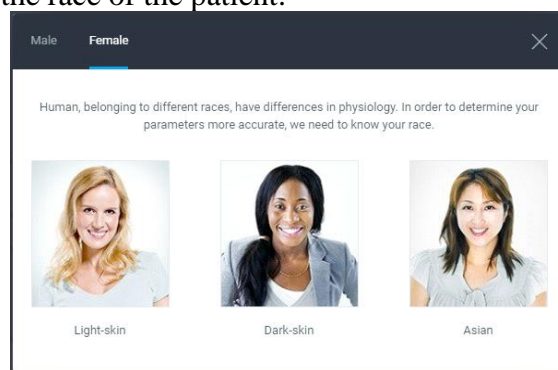 the race of the patient.
Male Female
Human, belonging to different races, have differences in physiology. In order to determine your
parameters more accurate, we need to know your race.
Light-skin Dark-skin Asian